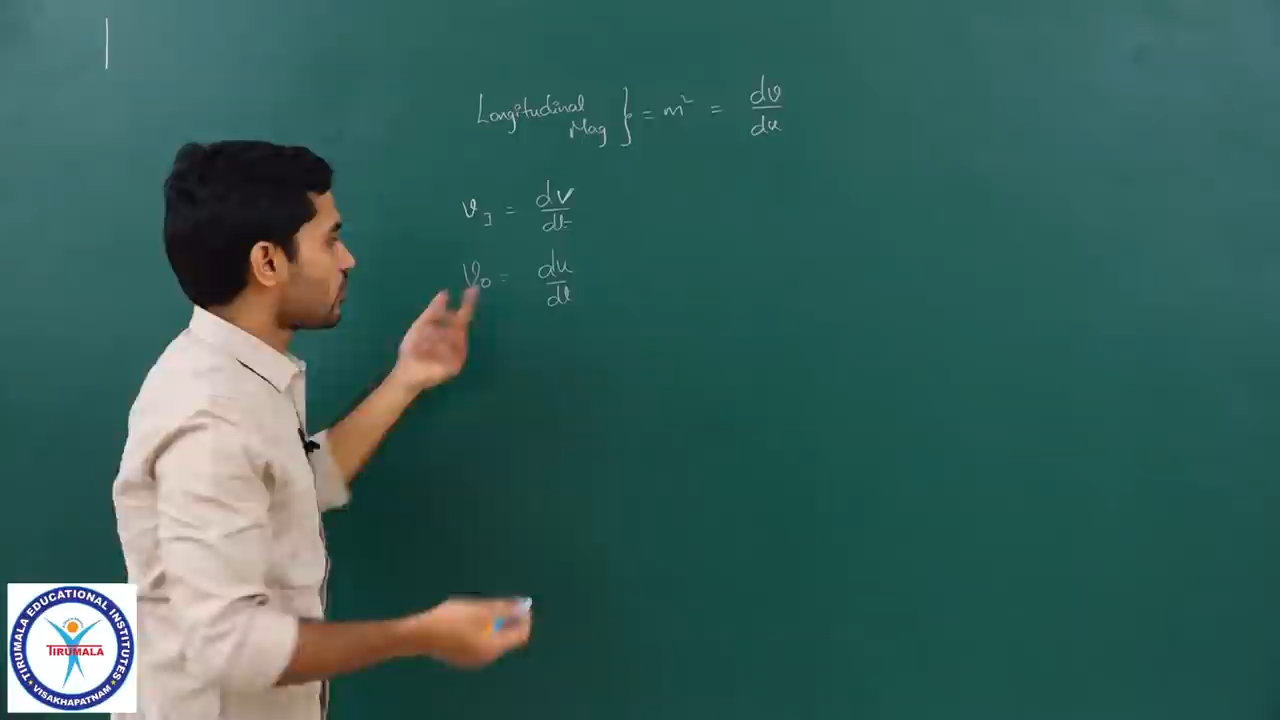 Longitudinal
Mag } = m² = dv/du
v_I = dv/dt
v_o = du/dt
TIRUMALA EDUCATIONAL INSTITUTES
TIRUMALA
VISAKHAPATNAM